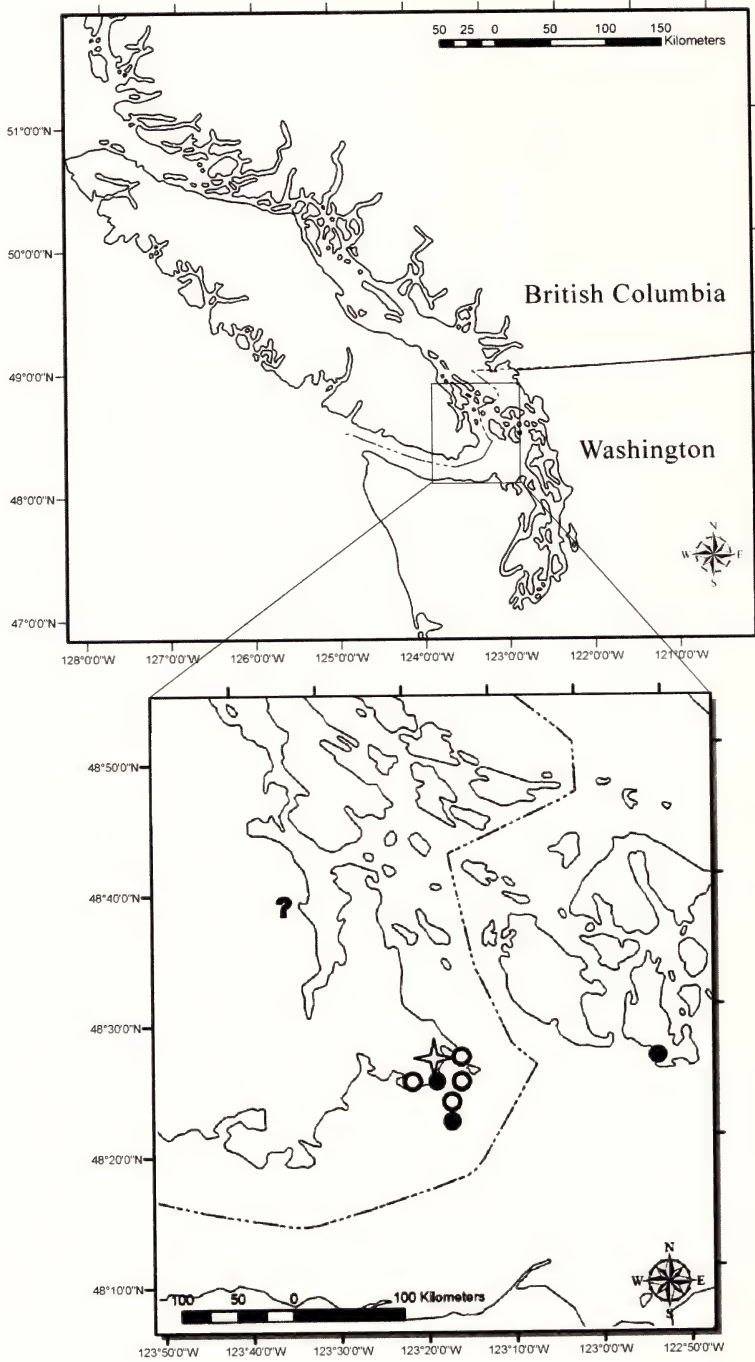 50 25 0 50 100 150
Kilometers
51°0'0"N
50°0'0"N
British Columbia
49°0'0"N
Washington
48°0'0"N
N
W E
S
47°0'0"N
128°0'0"W 127°0'0"W 126°0'0"W 125°0'0"W 124°0'0"W 123°0'0"W 122°0'0"W 121°0'0"W
48°50'0"N
48°40'0"N
?
48°30'0"N
48°20'0"N
N
W E
S
48°10'0"N
100 50 0 100 Kilometers
123°50'0"W 123°30'0"W 123°20'0"W 123°10'0"W 123°0'0"W 122°50'0"W